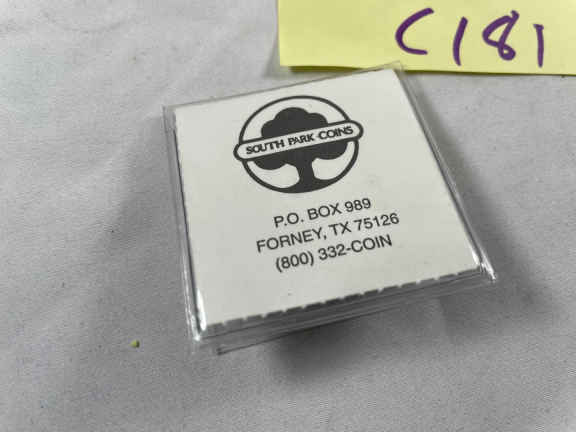 C181
SOUTH PARK COINS
P.O. BOX 989
FORNEY, TX 75126
(800) 332-COIN